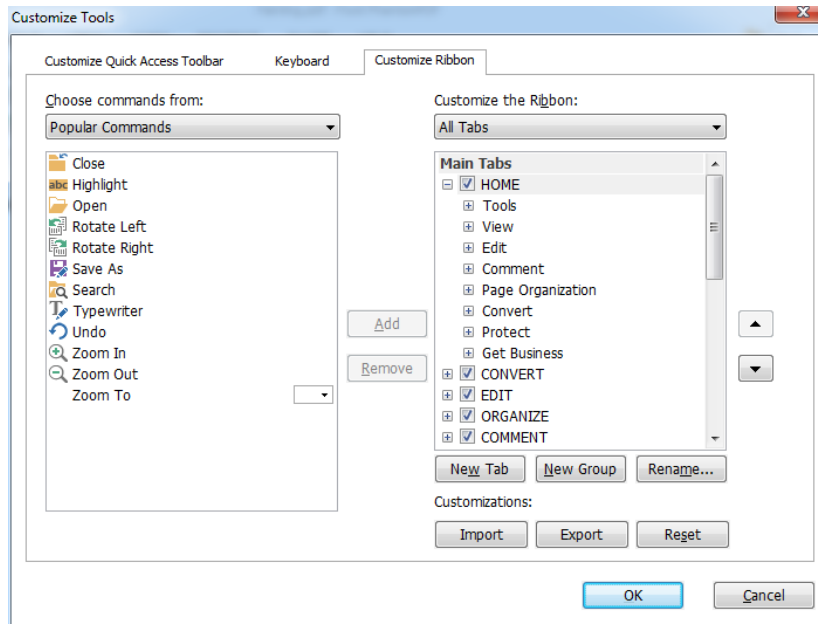 Customize Tools
Customize Quick Access Toolbar
Keyboard
Customize Ribbon
Choose commands from:
Popular Commands
Close
abc Highlight
Open
Rotate Left
Rotate Right
Save As
Search
Typewriter
Undo
Zoom In
Zoom Out
Zoom To
Add
Remove
Customize the Ribbon:
All Tabs
Main Tabs
HOME
Tools
View
Edit
Comment
Page Organization
Convert
Protect
Get Business
CONVERT
EDIT
ORGANIZE
COMMENT
New Tab
New Group
Rename...
Customizations:
Import
Export
Reset
OK
Cancel